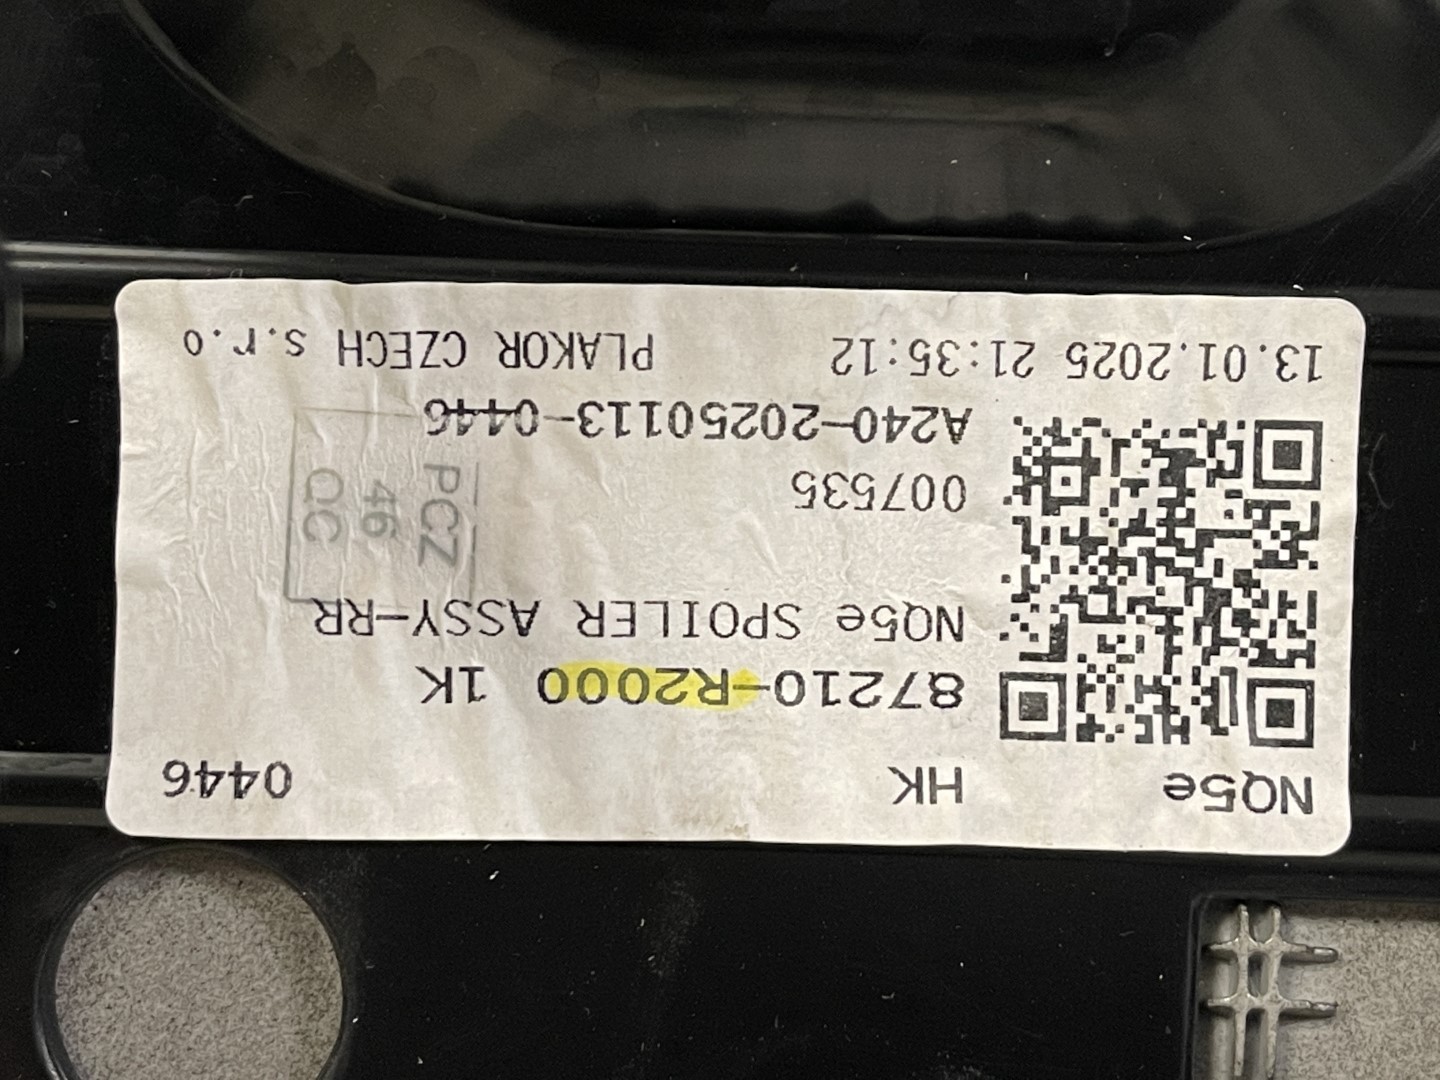 NQ5e HK 0446
87210-R2000 1K
NQ5e SPOILER ASSY-RR
007535
A240-20250113-0446
13.01.2025 21:35:12 PLAKOR CZECH s.r.o
PCZ
46
QC